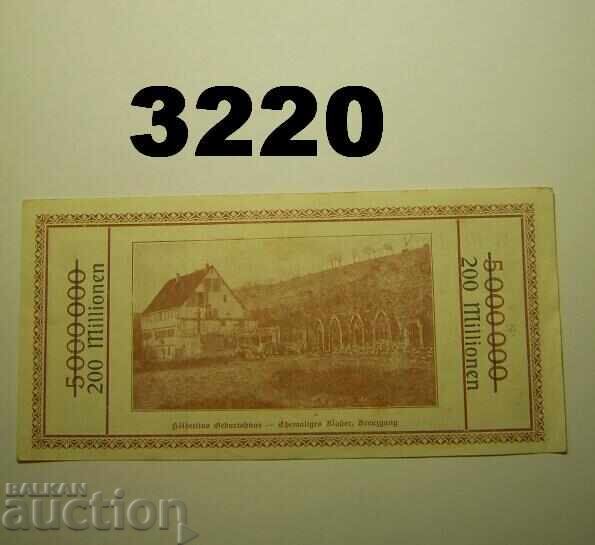 3220
5000000
200 Millionen
5000000
200 Millionen
Hölderlins Geburtshaus — Ehemaliges Kloster, Kreuzgang
BALKAN
auction